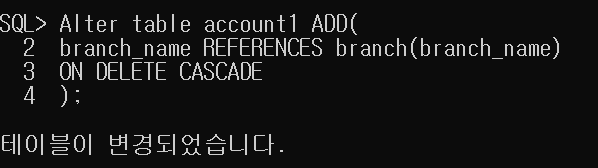 SQL> Alter table account1 ADD(
  2  branch_name REFERENCES branch(branch_name)
  3  ON DELETE CASCADE
  4  );
테이블이 변경되었습니다.